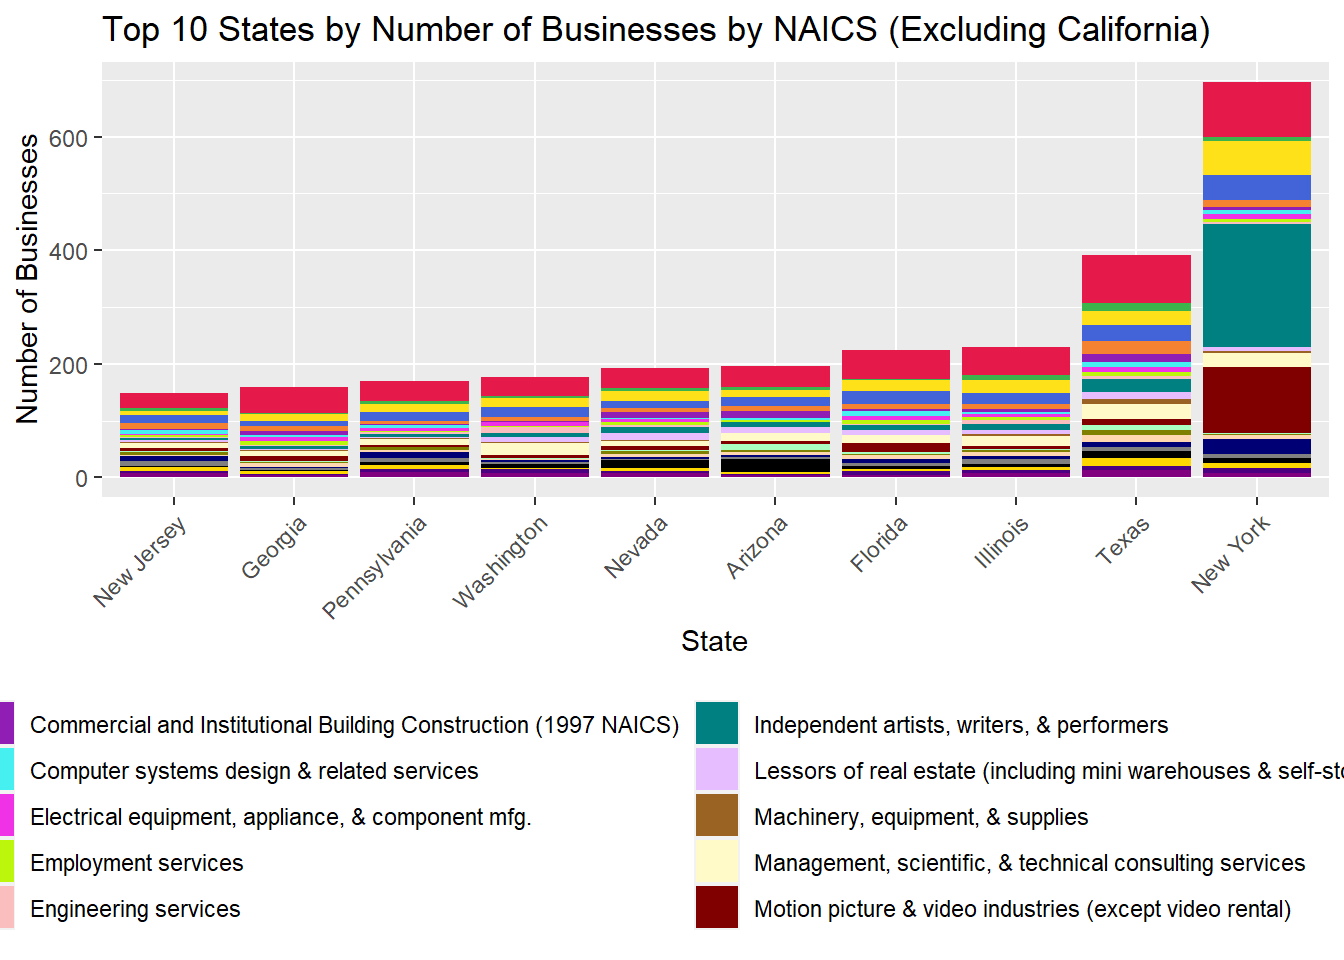 Top 10 States by Number of Businesses by NAICS (Excluding California)
Number of Businesses
600
400
200
0
New Jersey
Georgia
Pennsylvania
Washington
Nevada
Arizona
Florida
Illinois
Texas
New York
State
Commercial and Institutional Building Construction (1997 NAICS)
Computer systems design & related services
Electrical equipment, appliance, & component mfg.
Employment services
Engineering services
Independent artists, writers, & performers
Lessors of real estate (including mini warehouses & self-sto
Machinery, equipment, & supplies
Management, scientific, & technical consulting services
Motion picture & video industries (except video rental)